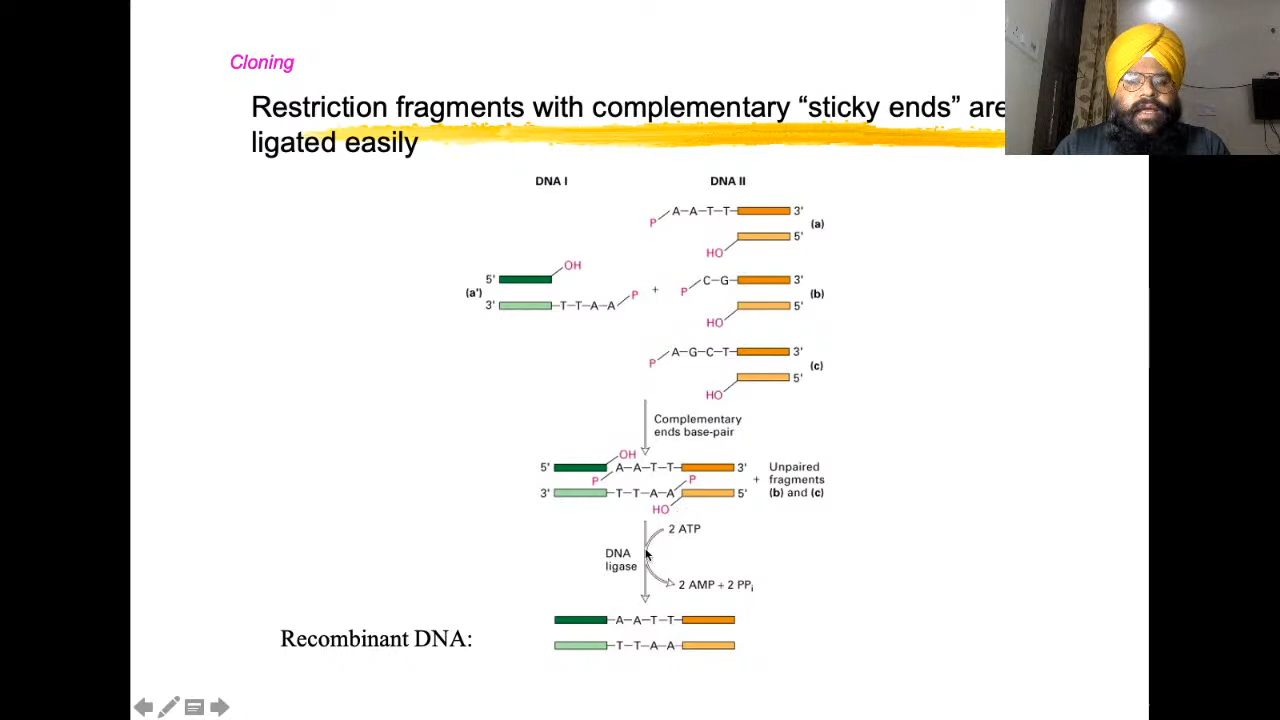 Cloning
Restriction fragments with complementary “sticky ends” are
ligated easily
DNA I
DNA II
P A-A-T-T 3'
HO 5'
(a)
5' OH
3' T-T-A-A P
(a')
+
P C-G 3'
HO 5'
(b)
P A-G-C-T 3'
HO 5'
(c)
Complementary
ends base-pair
OH
5' A-A-T-T 3'
P P
3' T-T-A-A 5'
HO
+
Unpaired
fragments
(b) and (c)
2 ATP
DNA
ligase
2 AMP + 2 PPi
A-A-T-T
Recombinant DNA:
T-T-A-A